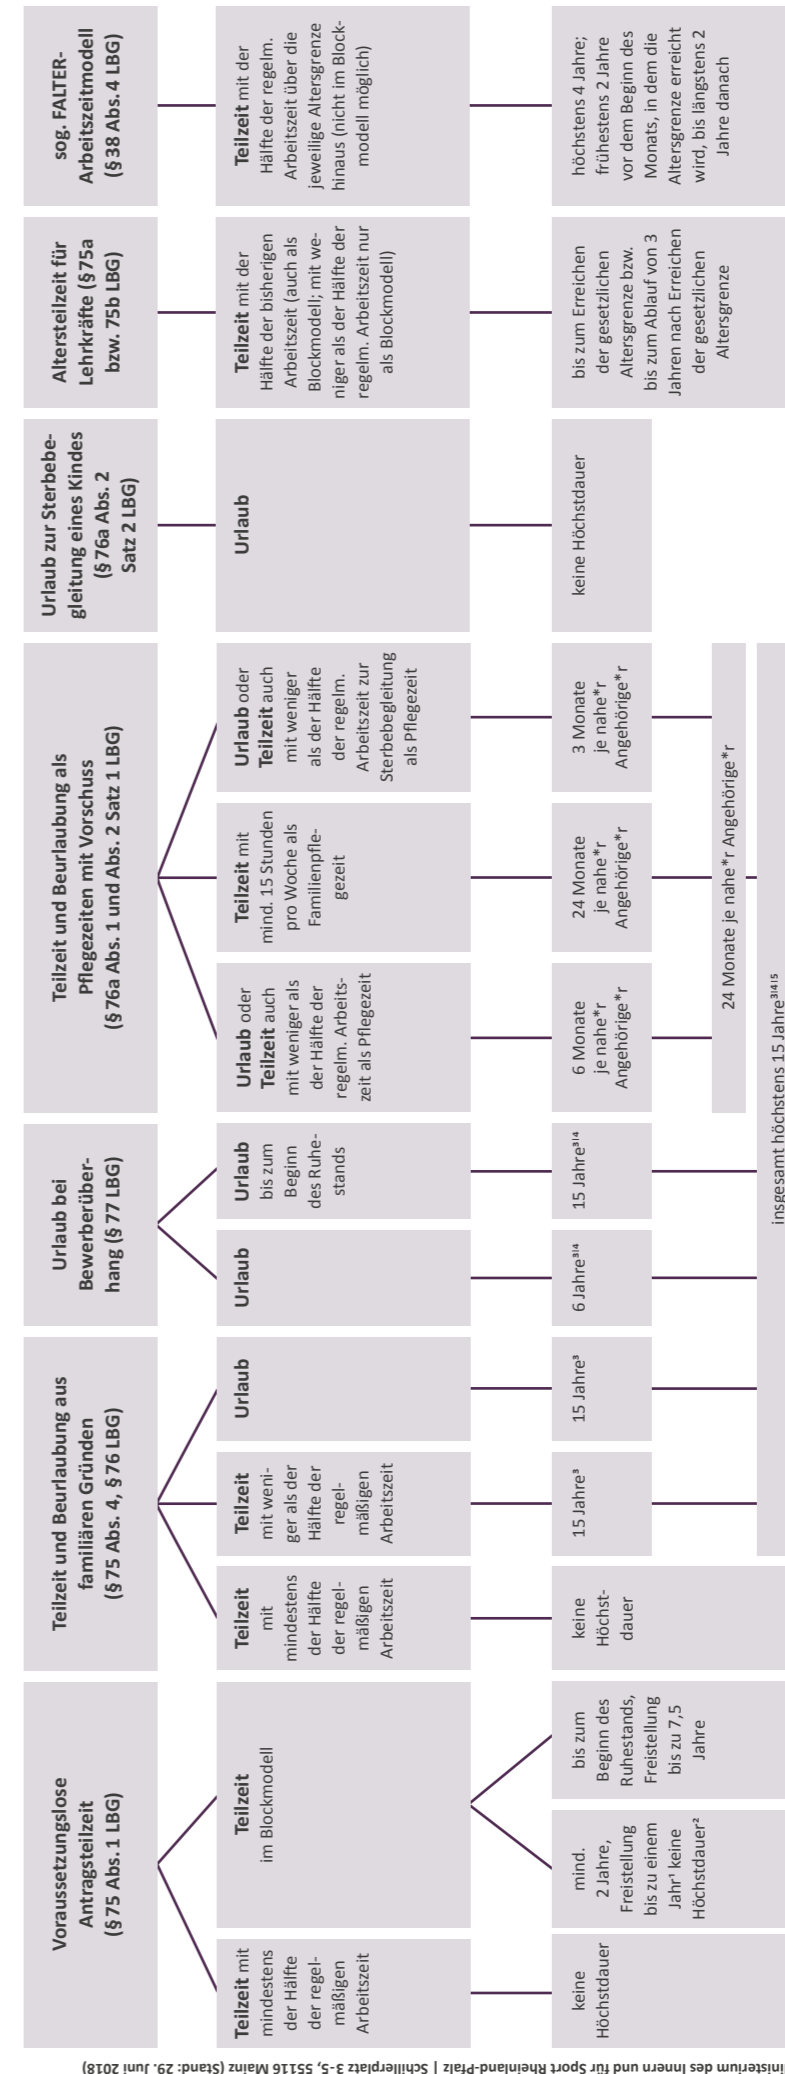 Voraussetzungslose
Antragsteilzeit
(§ 75 Abs. 1 LBG)
Teilzeit und Beurlaubung aus
familiären Gründen
(§ 75 Abs. 4, § 76 LBG)
Urlaub bei
Bewerberüber-
hang (§ 77 LBG)
Teilzeit und Beurlaubung als
Pflegezeiten mit Vorschuss
(§ 76a Abs. 1 und Abs. 2 Satz 1 LBG)
Urlaub zur Sterbebe-
gleitung eines Kindes
(§ 76a Abs. 2
Satz 2 LBG)
Altersteilzeit für
Lehrkräfte (§ 75a
bzw. 75b LBG)
sog. FALTER-
Arbeitszeitmodell
(§ 38 Abs. 4 LBG)
Teilzeit mit
mindestens
der Hälfte
der regel-
mäßigen
Arbeitszeit
Teilzeit
im Blockmodell
Teilzeit
mit
mindestens
der Hälfte
der regel-
mäßigen
Arbeitszeit
Teilzeit
mit weni-
ger als der
Hälfte der
regel-
mäßigen
Arbeitszeit
Urlaub
Urlaub
Urlaub
bis zum
Beginn
des Ruhe-
stands
Urlaub oder
Teilzeit auch
mit weniger als
der Hälfte der
regelm. Arbeits-
zeit als Pflegezeit
Teilzeit mit
mind. 15 Stunden
pro Woche als
Familienpfle-
gezeit
Urlaub oder
Teilzeit auch
mit weniger
als der Hälfte
der regelm.
Arbeitszeit zur
Sterbebegleitung
als Pflegezeit
Urlaub
Teilzeit mit der
Hälfte der bisherigen
Arbeitszeit (auch als
Blockmodell; mit we-
niger als der Hälfte der
regelm. Arbeitszeit nur
als Blockmodell)
Teilzeit mit der
Hälfte der regelm.
Arbeitszeit über die
jeweilige Altersgrenze
hinaus (nicht im Block-
modell möglich)
keine
Höchstdauer
mind.
2 Jahre,
Freistellung
bis zu einem
Jahr¹ keine
Höchstdauer²
bis zum
Beginn des
Ruhestands,
Freistellung
bis zu 7,5
Jahre
keine
Höchst-
dauer
15 Jahre³
15 Jahre³
6 Jahre³ˡ⁴
15 Jahre³ˡ⁴
6 Monate
je nahe*r
Angehörige*r
24 Monate
je nahe*r
Angehörige*r
3 Monate
je nahe*r
Angehörige*r
keine Höchstdauer
bis zum Erreichen
der gesetzlichen
Altersgrenze bzw.
bis zum Ablauf von 3
Jahren nach Erreichen
der gesetzlichen
Altersgrenze
höchstens 4 Jahre;
frühestens 2 Jahre
vor dem Beginn des
Monats, in dem die
Altersgrenze erreicht
wird, bis längstens 2
Jahre danach
24 Monate je nahe*r Angehörige*r
insgesamt höchstens 15 Jahre³ˡ⁴ˡ⁵
inisterium des Innern und für Sport Rheinland-Pfalz | Schillerplatz 3-5, 55116 Mainz (Stand: 29. Juni 2018)